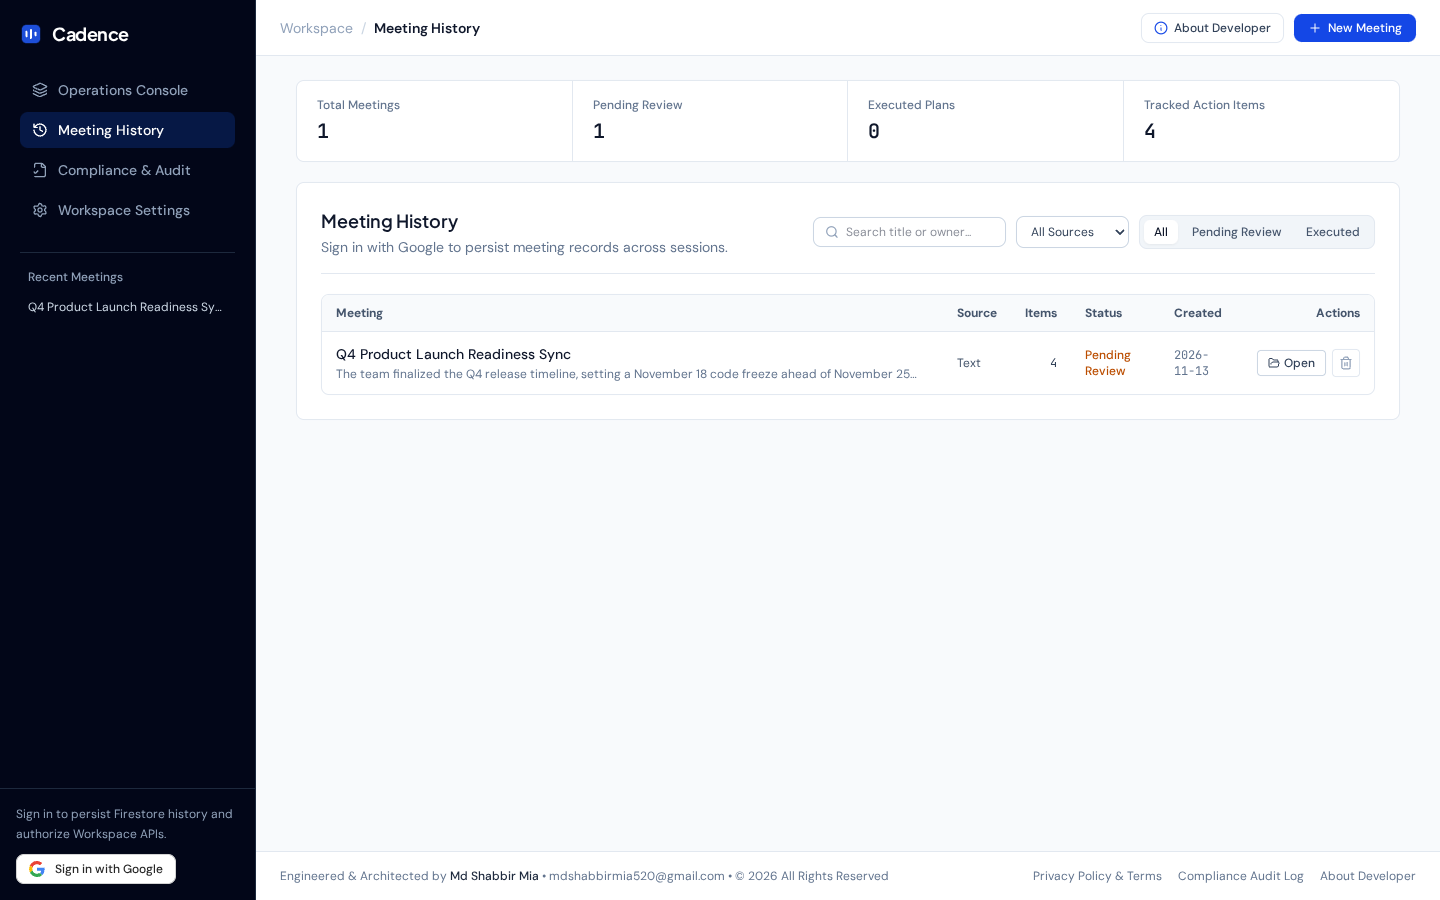 Cadence
Operations Console
Meeting History
Compliance & Audit
Workspace Settings
Recent Meetings
Q4 Product Launch Readiness Sy...
Sign in to persist Firestore history and
authorize Workspace APIs.
Sign in with Google
Workspace / Meeting History
About Developer
New Meeting
Total Meetings
1
Pending Review
1
Executed Plans
0
Tracked Action Items
4
Meeting History
Sign in with Google to persist meeting records across sessions.
Search title or owner...
All Sources
All
Pending Review
Executed
Meeting Source Items Status Created Actions
Q4 Product Launch Readiness Sync
The team finalized the Q4 release timeline, setting a November 18 code freeze ahead of November 25...
Text
4
Pending
Review
2026-
11-13
Open
Engineered & Architected by Md Shabbir Mia • mdshabbirmia520@gmail.com • © 2026 All Rights Reserved
Privacy Policy & Terms
Compliance Audit Log
About Developer